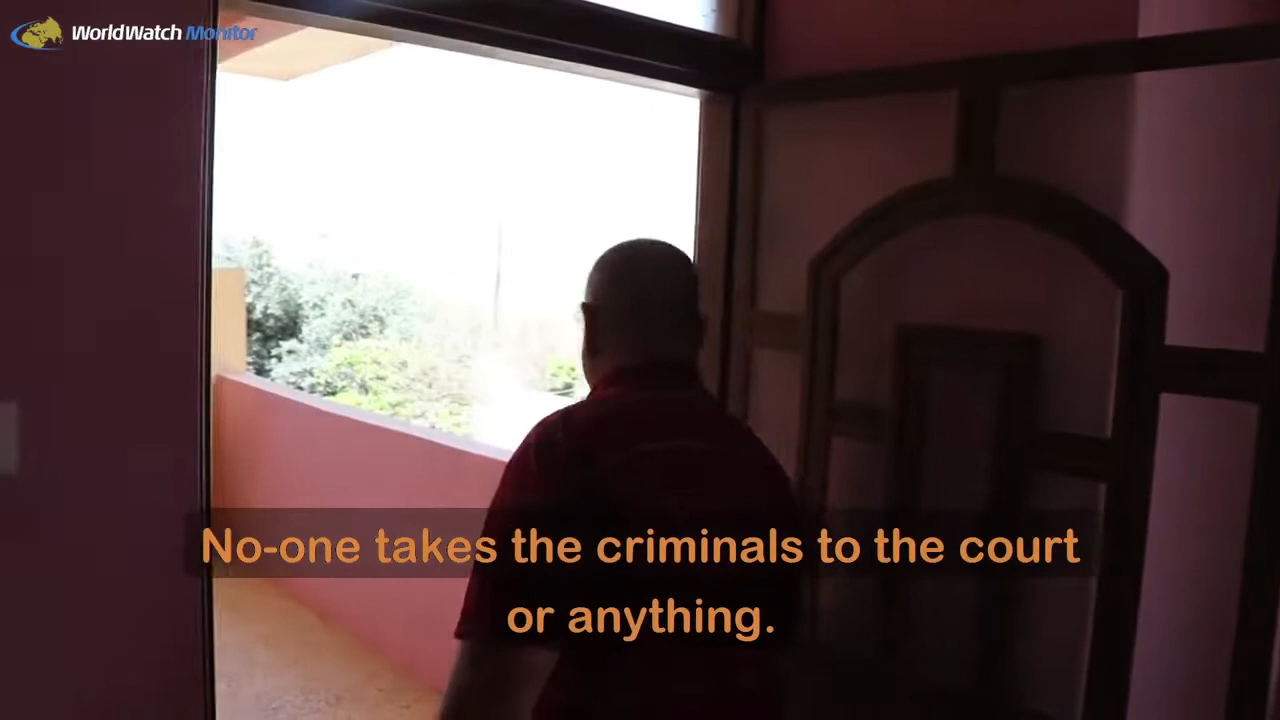 WorldWatch Monitor
No-one takes the criminals to the court
or anything.